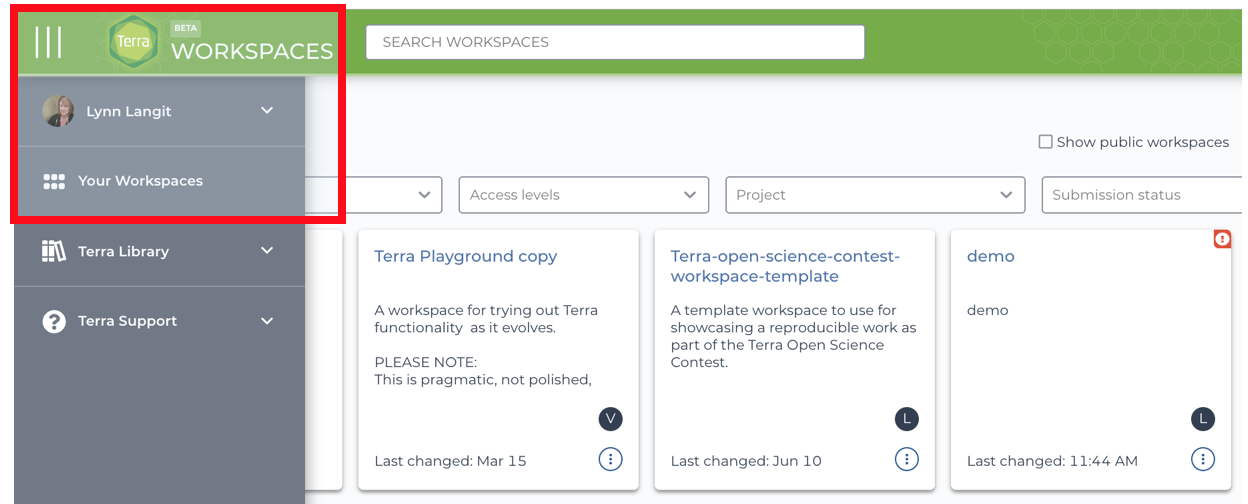 Terra
BETA
WORKSPACES
SEARCH WORKSPACES
Lynn Langit
Your Workspaces
Terra Library
Terra Support
Show public workspaces
Access levels
Project
Submission status
Terra Playground copy
A workspace for trying out Terra
functionality as it evolves.
PLEASE NOTE:
This is pragmatic, not polished,
V
Last changed: Mar 15
Terra-open-science-contest-
workspace-template
A template workspace to use for
showcasing a reproducible work as
part of the Terra Open Science
Contest.
L
Last changed: Jun 10
demo
demo
L
Last changed: 11:44 AM